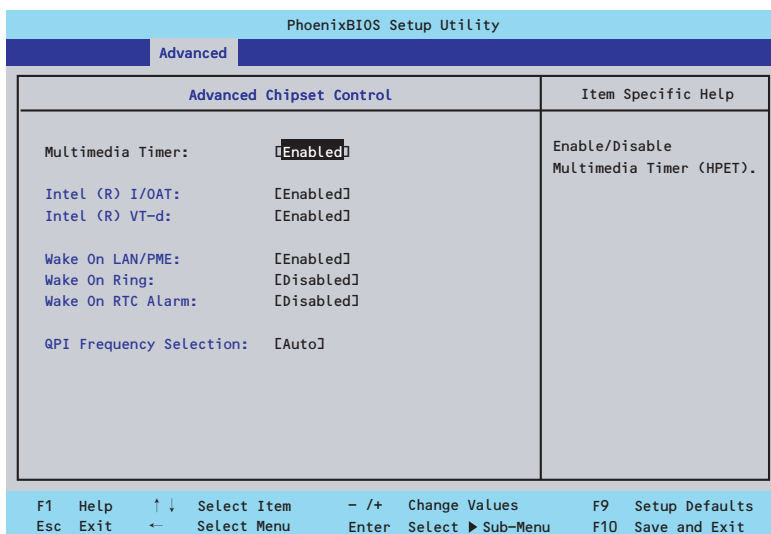 PhoenixBIOS Setup Utility
Advanced
Advanced Chipset Control
Item Specific Help
Multimedia Timer: [Enabled]
Enable/Disable
Multimedia Timer (HPET).
Intel (R) I/OAT: [Enabled]
Intel (R) VT-d: [Enabled]
Wake On LAN/PME: [Enabled]
Wake On Ring: [Disabled]
Wake On RTC Alarm: [Disabled]
QPI Frequency Selection: [Auto]
F1 Help ↑↓ Select Item - /+ Change Values F9 Setup Defaults
Esc Exit ← Select Menu Enter Select ▶ Sub-Menu F10 Save and Exit